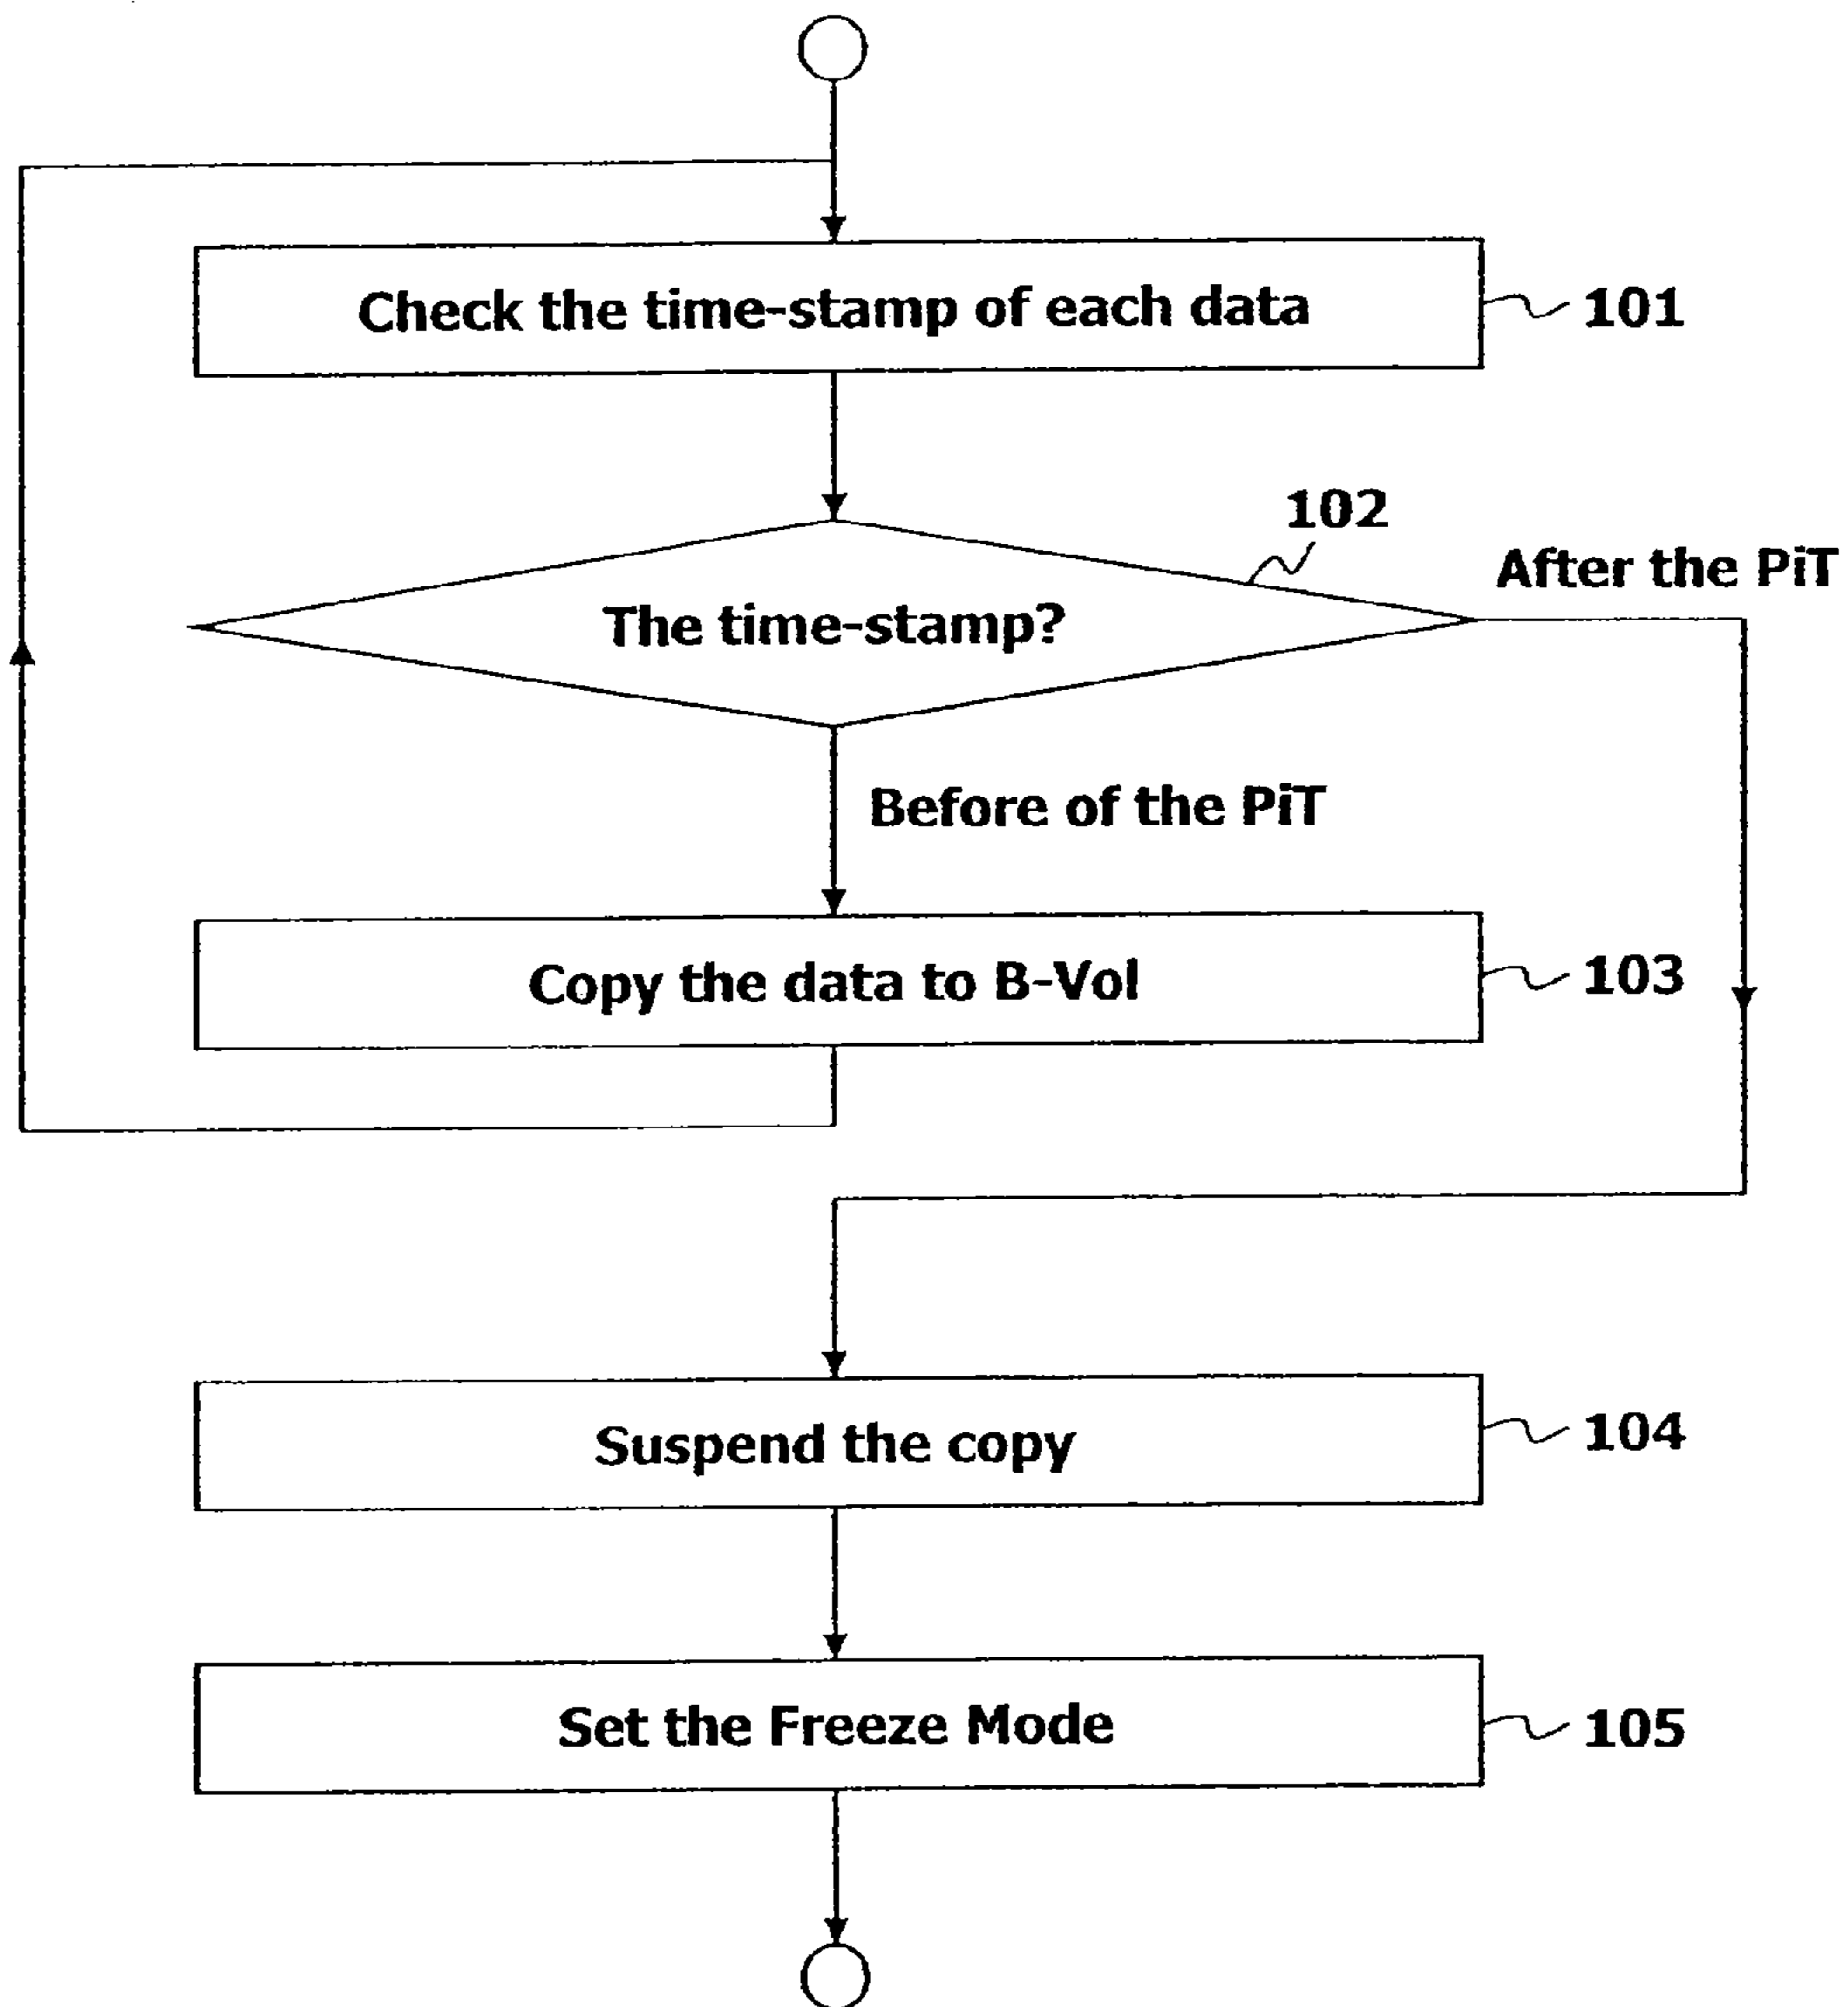 Check the time-stamp of each data
101
102
After the PiT
The time-stamp?
Before of the PiT
Copy the data to B-Vol
103
Suspend the copy
104
Set the Freeze Mode
105